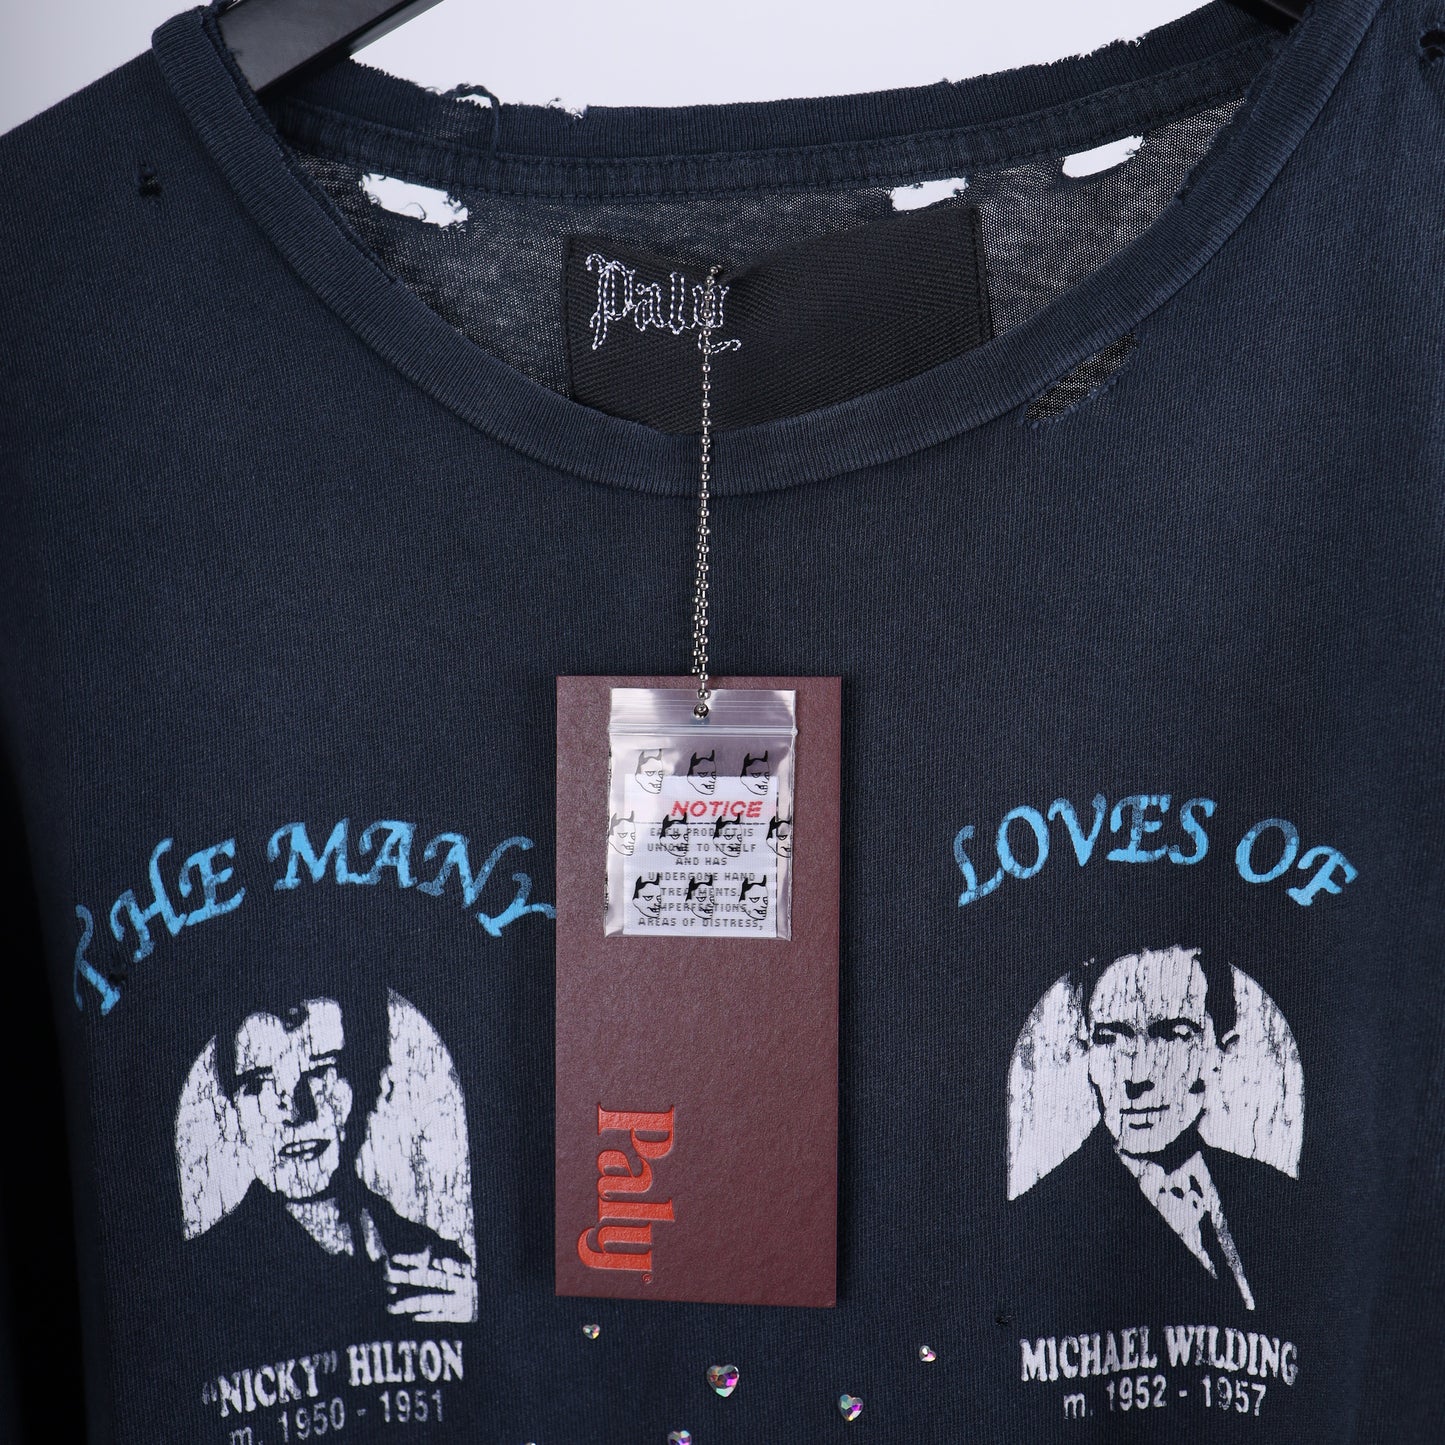 Paly
THE MANY
LOVES OF
NOTICE
EACH PRODUCT IS
UNIQUE TO ITSELF
AND HAS
UNDERGONE HAND
TREATMENTS.
IMPERFECTIONS,
AREAS OF DISTRESS,
Paly®
"NICKY" HILTON
m. 1950 - 1951
MICHAEL WILDING
m. 1952 - 1957